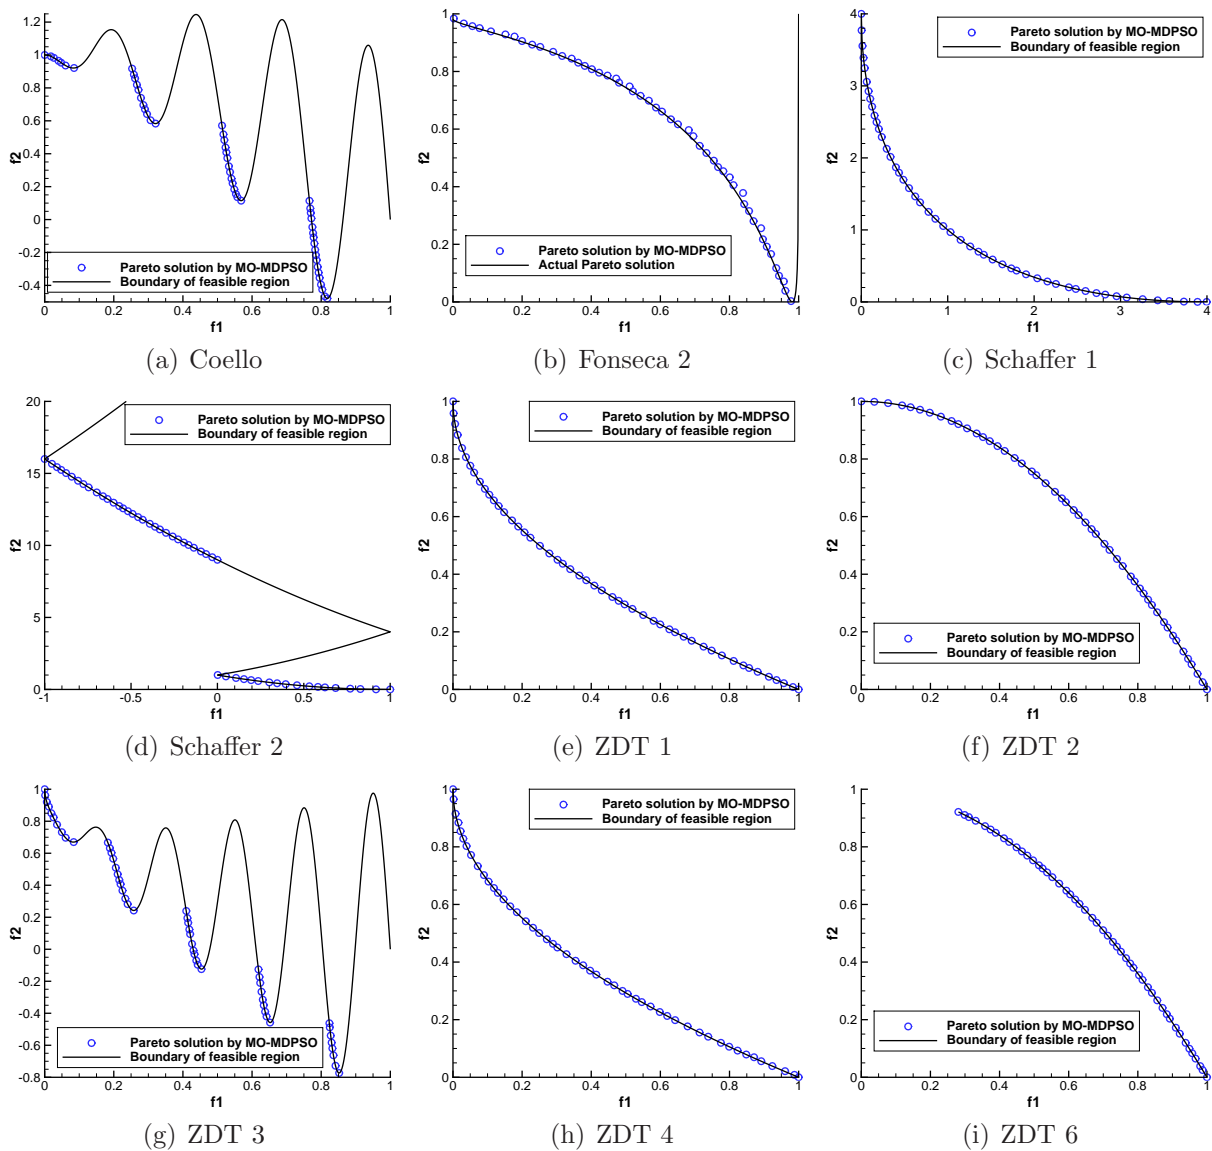 1.2
1
0.8
0.6
0.4
0.2
0
-0.2
-0.4
f2
0 0.2 0.4 0.6 0.8 1
f1
Pareto solution by MO-MDPSO
Boundary of feasible region
(a) Coello
1
0.8
0.6
0.4
0.2
0
f2
0 0.2 0.4 0.6 0.8 1
f1
Pareto solution by MO-MDPSO
Actual Pareto solution
(b) Fonseca 2
4
2
0
f2
0 1 2 3 4
f1
Pareto solution by MO-MDPSO
Boundary of feasible region
(c) Schaffer 1
20
15
10
5
0
f2
-1 -0.5 0 0.5 1
f1
Pareto solution by MO-MDPSO
Boundary of feasible region
(d) Schaffer 2
1
0.8
0.6
0.4
0.2
0
f2
0 0.2 0.4 0.6 0.8 1
f1
Pareto solution by MO-MDPSO
Boundary of feasible region
(e) ZDT 1
1
0.8
0.6
0.4
0.2
0
f2
0 0.2 0.4 0.6 0.8 1
f1
Pareto solution by MO-MDPSO
Boundary of feasible region
(f) ZDT 2
1
0.8
0.6
0.4
0.2
0
-0.2
-0.4
-0.6
-0.8
f2
0 0.2 0.4 0.6 0.8 1
f1
Pareto solution by MO-MDPSO
Boundary of feasible region
(g) ZDT 3
1
0.8
0.6
0.4
0.2
0
f2
0 0.2 0.4 0.6 0.8 1
f1
Pareto solution by MO-MDPSO
Boundary of feasible region
(h) ZDT 4
1
0.8
0.6
0.4
0.2
0
f2
0 0.2 0.4 0.6 0.8 1
f1
Pareto solution by MO-MDPSO
Boundary of feasible region
(i) ZDT 6